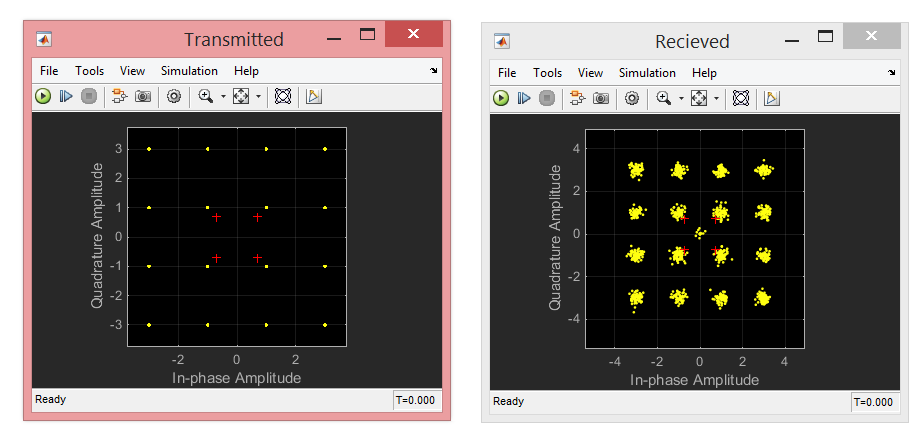 Transmitted
File Tools View Simulation Help
3
2
1
0
-1
-2
-3
Quadrature Amplitude
-2 0 2
In-phase Amplitude
Ready T=0.000
Recieved
File Tools View Simulation Help
4
2
0
-2
-4
Quadrature Amplitude
-4 -2 0 2 4
In-phase Amplitude
Ready T=0.000